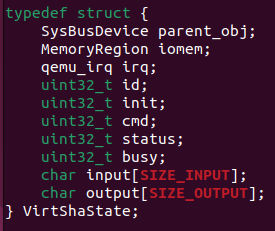 typedef struct {
    SysBusDevice parent_obj;
    MemoryRegion iomem;
    qemu_irq irq;
    uint32_t id;
    uint32_t init;
    uint32_t cmd;
    uint32_t status;
    uint32_t busy;
    char input[SIZE_INPUT];
    char output[SIZE_OUTPUT];
} VirtShaState;